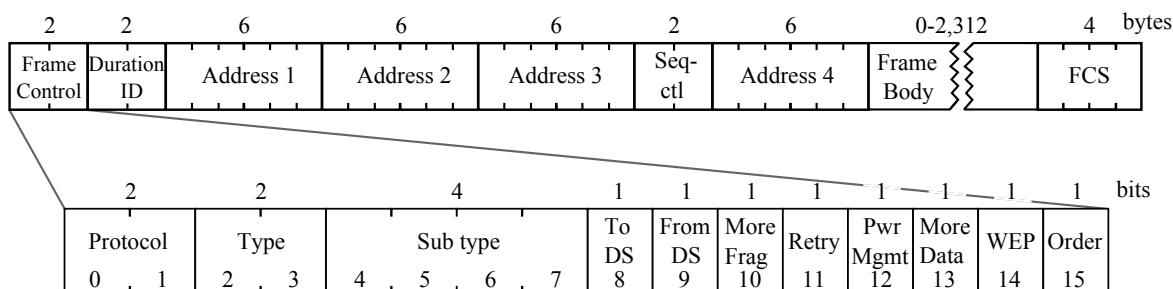 2 2 6 6 6 2 6 0-2,312 4 bytes
Frame Control Duration ID Address 1 Address 2 Address 3 Seq-ctl Address 4 Frame Body FCS
2 2 4 1 1 1 1 1 1 1 1 bits
Protocol Type Sub type To DS From DS More Frag Retry Pwr Mgmt More Data WEP Order
0 1 2 3 4 5 6 7 8 9 10 11 12 13 14 15